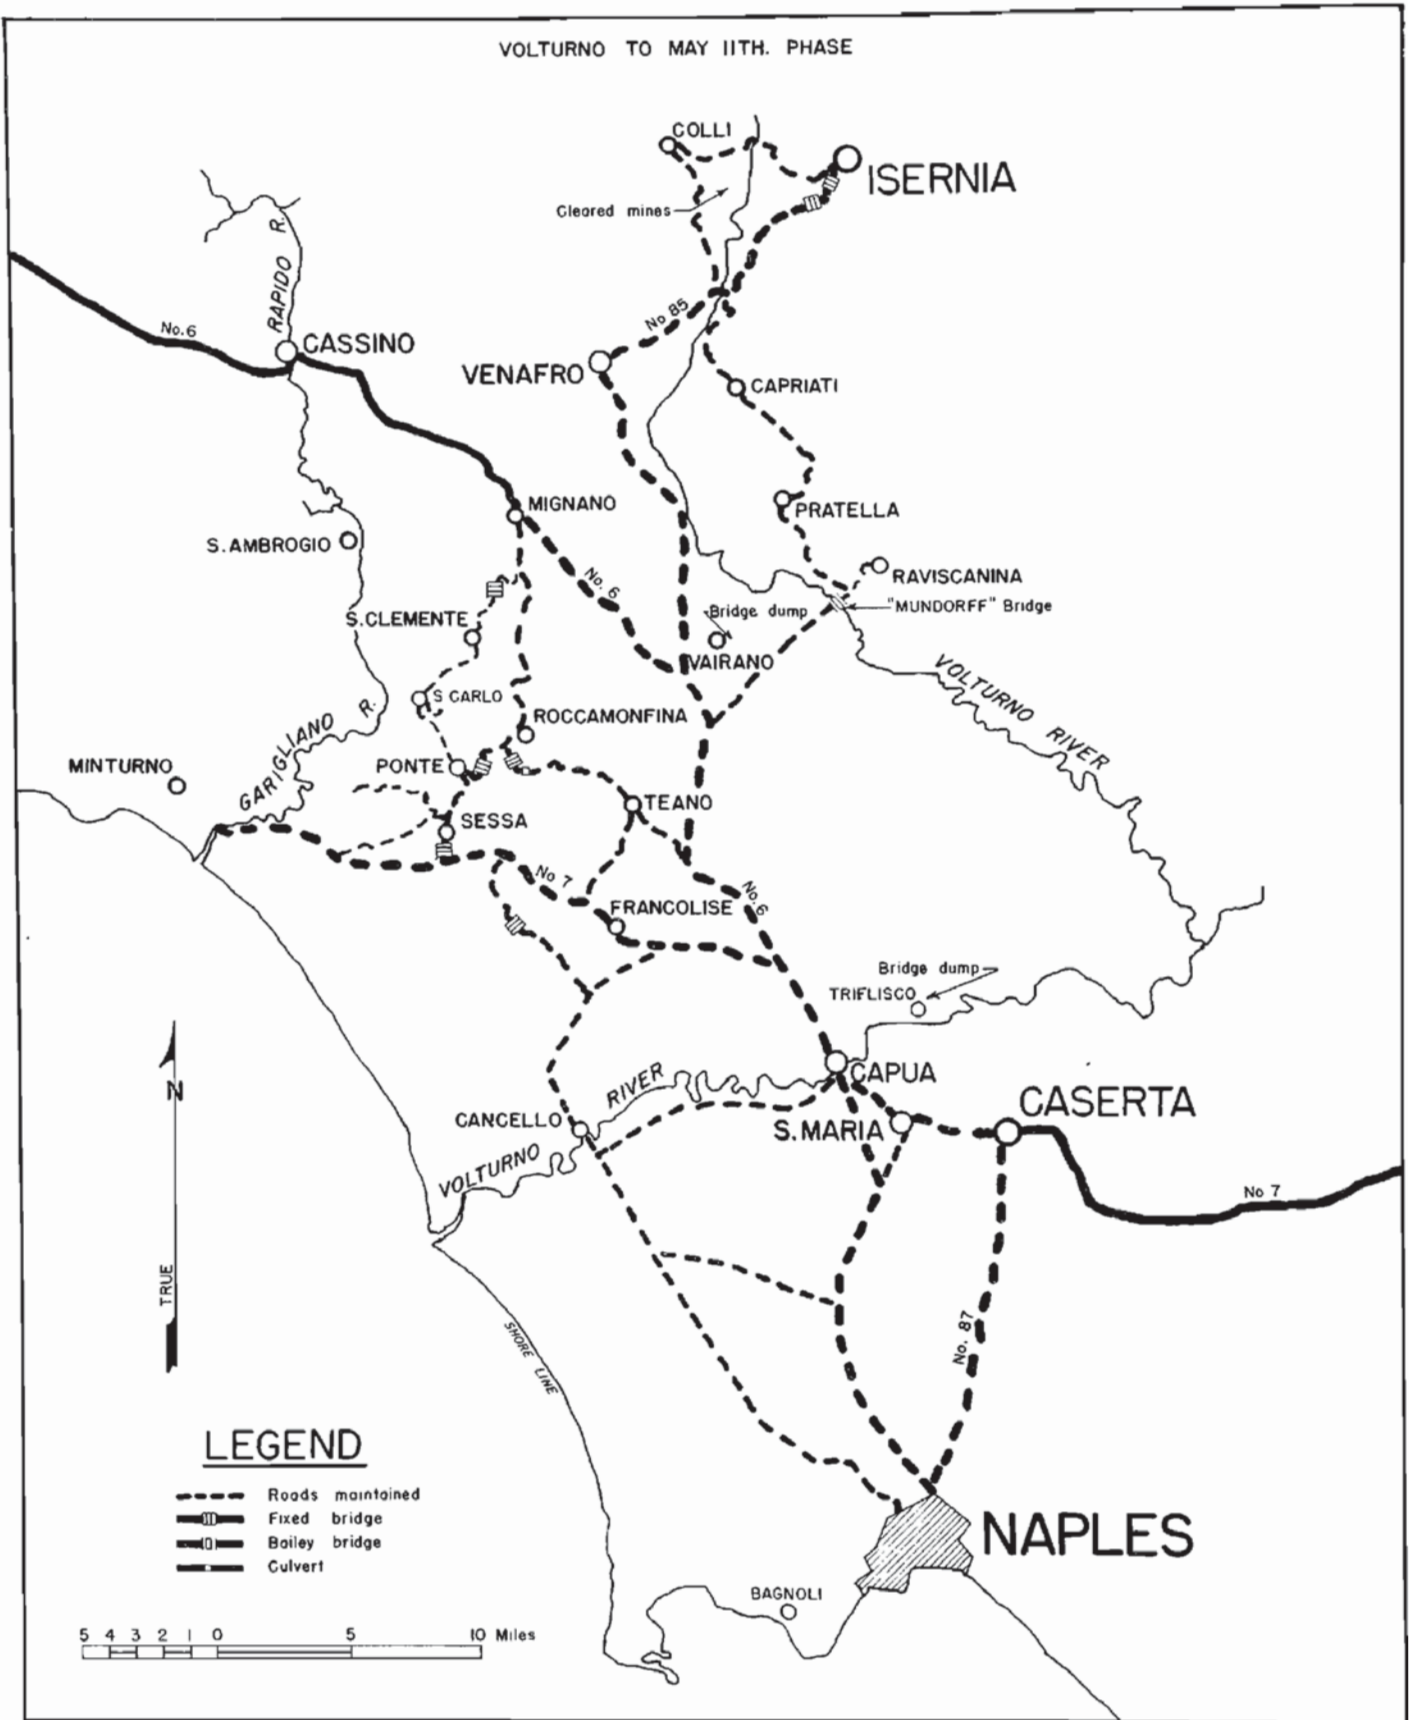 VOLTURNO TO MAY 11TH. PHASE
COLLI
ISERNIA
Cleared mines
RAPIDO R.
No. 6
CASSINO
No 85
VENAFRO
CAPRIATI
MIGNANO
PRATELLA
S. AMBROGIO
No. 6
RAVISCANINA
"MUNDORFF" Bridge
Bridge dump
S. CLEMENTE
VAIRANO
VOLTURNO RIVER
S CARLO
ROCCAMONFINA
GARIGLIANO R.
MINTURNO
PONTE
TEANO
SESSA
No 7
No. 6
FRANCOLISE
Bridge dump
TRIFLISCO
N
TRUE
CAPUA
VOLTURNO RIVER
CANCELLO
S. MARIA
CASERTA
No 7
No. 87
SHORE LINE
LEGEND
Roads maintained
Fixed bridge
Bailey bridge
Culvert
NAPLES
BAGNOLI
5 4 3 2 1 0 5 10 Miles